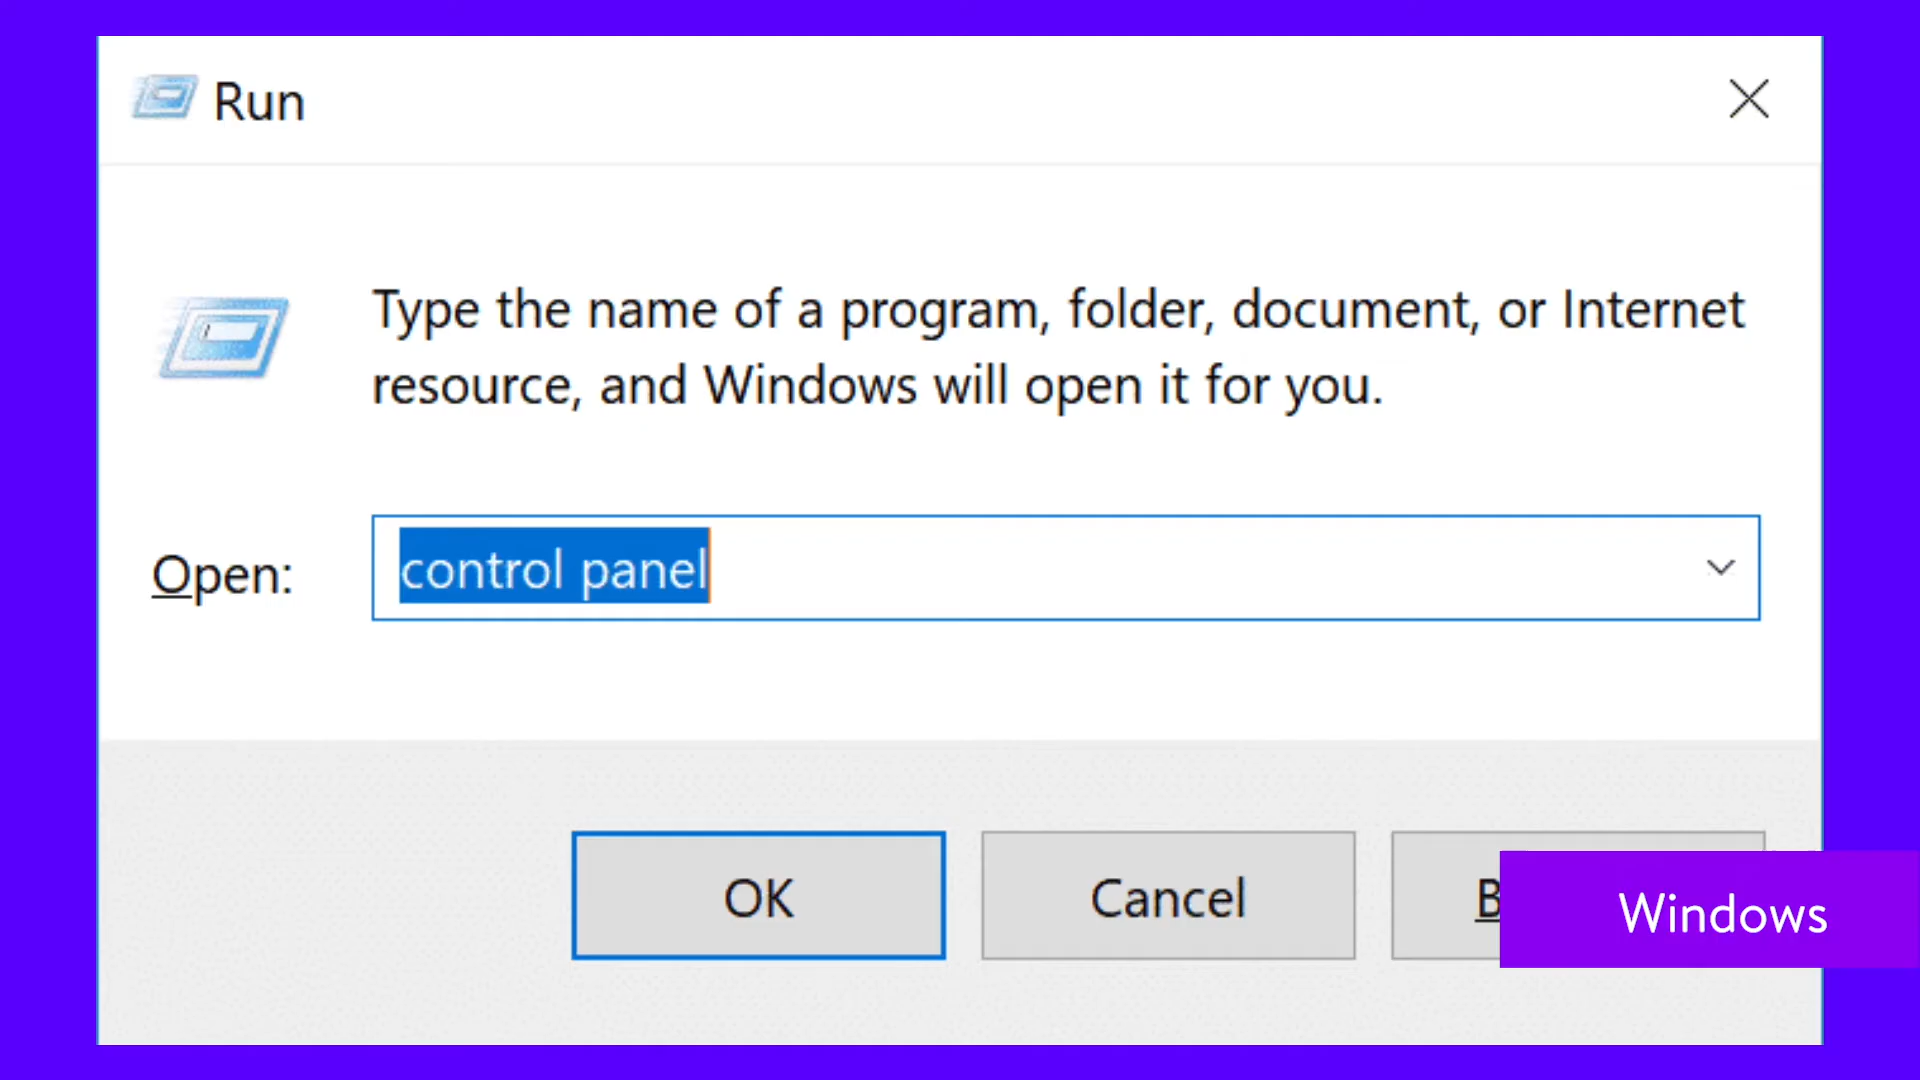 Run
Type the name of a program, folder, document, or Internet
resource, and Windows will open it for you.
Open:
control panel
OK
Cancel
Windows